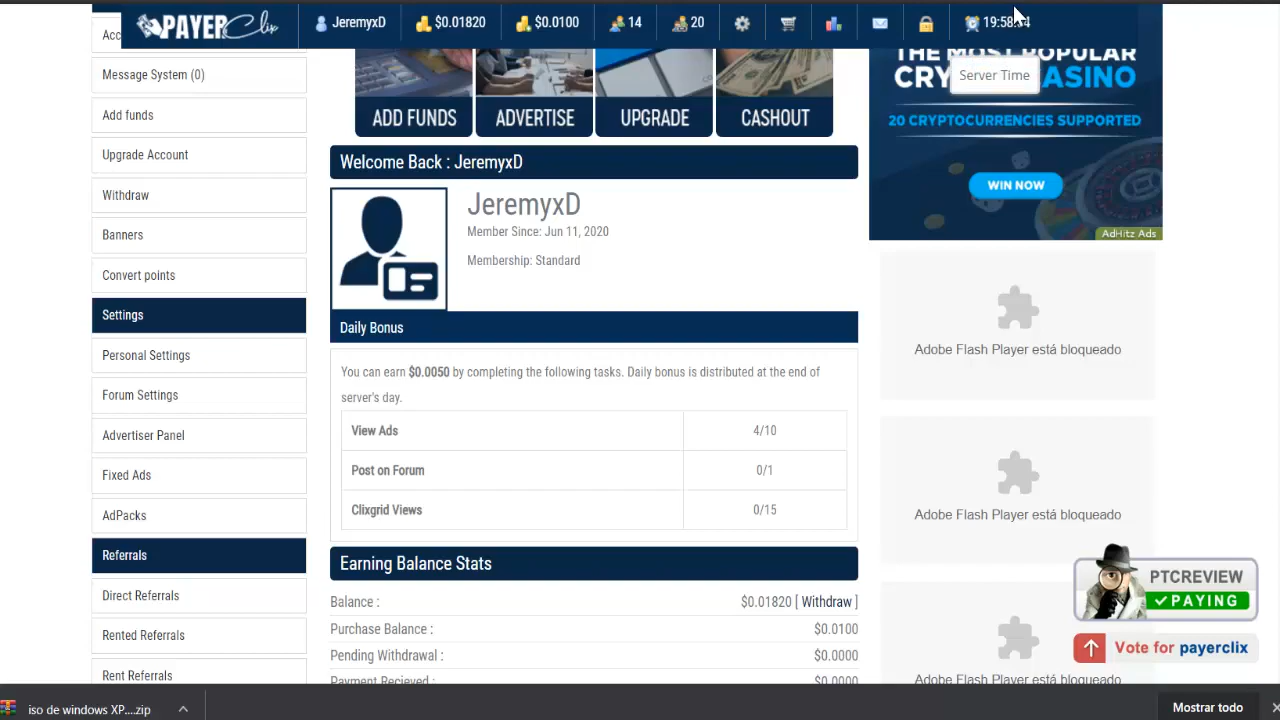 PAYER Clix
JeremyxD
$0.01820
$0.0100
14
20
Acc
Message System (0)
Add funds
Upgrade Account
Withdraw
Banners
Convert points
Settings
Personal Settings
Forum Settings
Advertiser Panel
Fixed Ads
AdPacks
Referrals
Direct Referrals
Rented Referrals
Rent Referrals
ADD FUNDS
ADVERTISE
UPGRADE
CASHOUT
Welcome Back : JeremyxD
JeremyxD
Member Since: Jun 11, 2020
Membership: Standard
Daily Bonus
You can earn $0.0050 by completing the following tasks. Daily bonus is distributed at the end of
server's day.
View Ads 4/10
Post on Forum 0/1
Clixgrid Views 0/15
Earning Balance Stats
Balance : $0.01820 [ Withdraw ]
Purchase Balance : $0.0100
Pending Withdrawal : $0.0000
Payment Recieved : $0.0000
THE MOST POPULAR
Server Time
20 CRYPTOCURRENCIES SUPPORTED
WIN NOW
AdHitz Ads
Adobe Flash Player está bloqueado
Adobe Flash Player está bloqueado
Adobe Flash Player está bloqueado
PTCREVIEW
PAYING
Vote for payerclix
iso de windows XP....zip
Mostrar todo